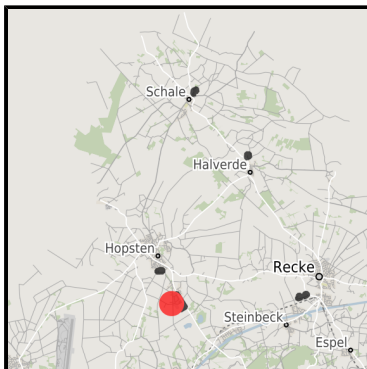 Schale
Halverde
Hopsten
Recke
Steinbeck
Espel